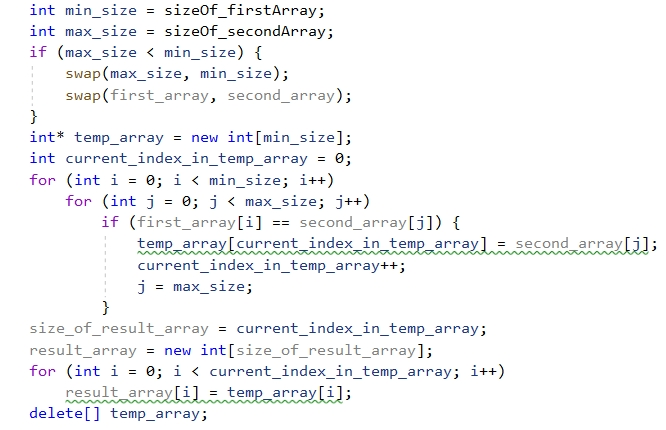 int min_size = sizeOf_firstArray;
int max_size = sizeOf_secondArray;
if (max_size < min_size) {
    swap(max_size, min_size);
    swap(first_array, second_array);
}
int* temp_array = new int[min_size];
int current_index_in_temp_array = 0;
for (int i = 0; i < min_size; i++)
    for (int j = 0; j < max_size; j++)
        if (first_array[i] == second_array[j]) {
            temp_array[current_index_in_temp_array] = second_array[j];
            current_index_in_temp_array++;
            j = max_size;
        }
size_of_result_array = current_index_in_temp_array;
result_array = new int[size_of_result_array];
for (int i = 0; i < current_index_in_temp_array; i++)
    result_array[i] = temp_array[i];
delete[] temp_array;